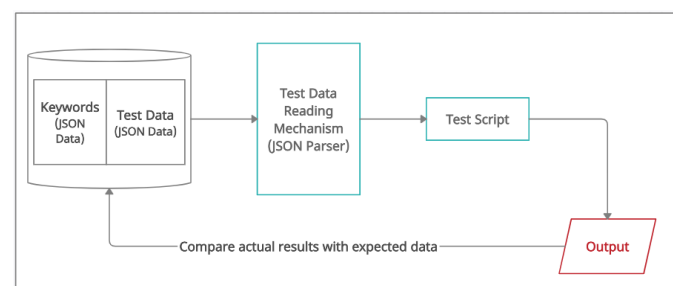 Keywords
(JSON
Data)
Test Data
(JSON Data)
Test Data
Reading
Mechanism
(JSON Parser)
Test Script
Output
Compare actual results with expected data